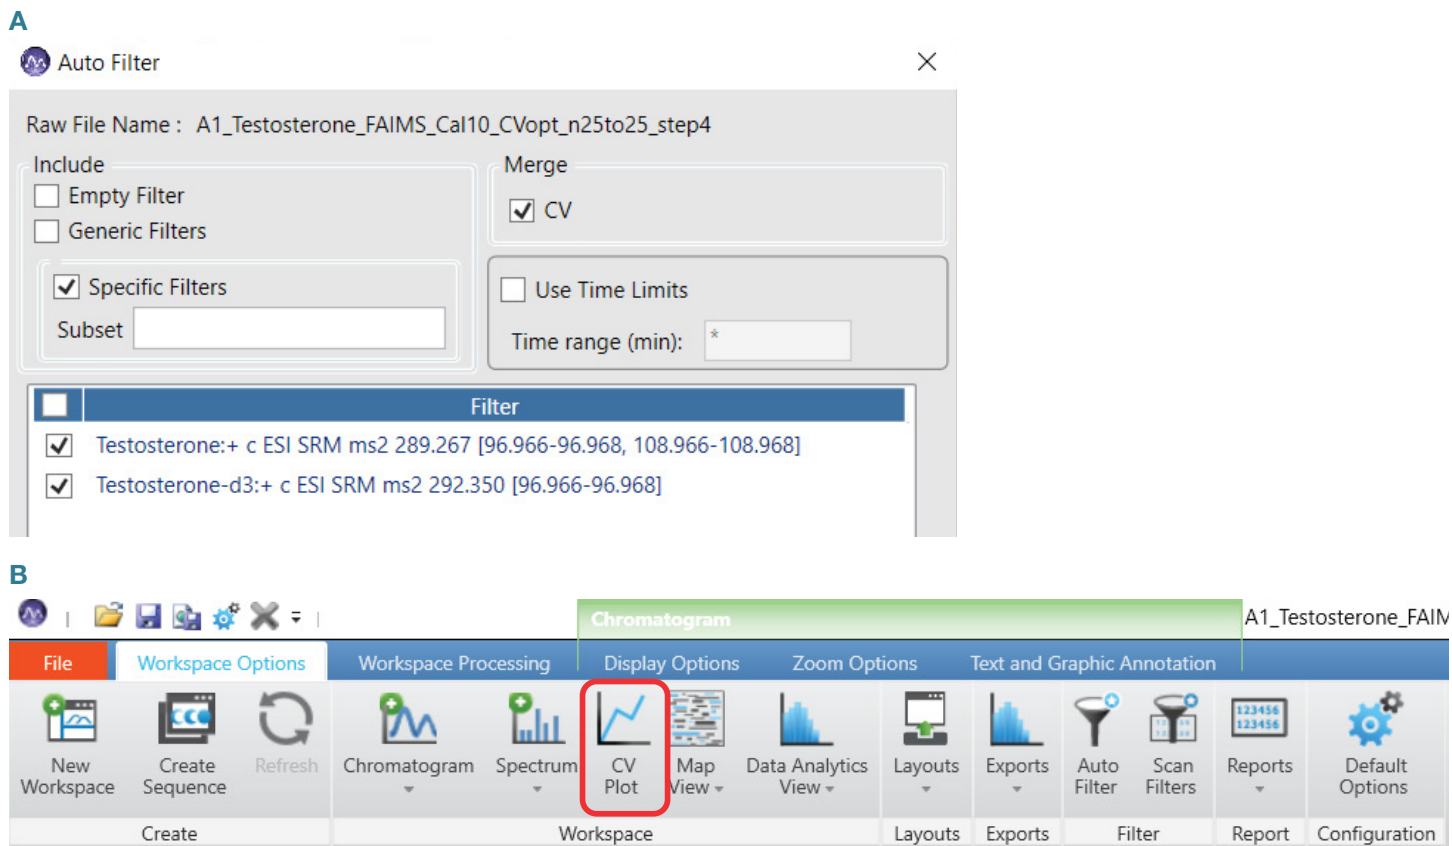 A
Auto Filter
Raw File Name : A1_Testosterone_FAIMS_Cal10_CVopt_n25to25_step4
Include
Empty Filter
Generic Filters
Specific Filters
Subset
Merge
CV
Use Time Limits
Time range (min): *
Filter
Testosterone:+ c ESI SRM ms2 289.267 [96.966-96.968, 108.966-108.968]
Testosterone-d3:+ c ESI SRM ms2 292.350 [96.966-96.968]
B
Chromatogram
A1_Testosterone_FAIM
File Workspace Options Workspace Processing Display Options Zoom Options Text and Graphic Annotation
New Workspace
Create Sequence
Refresh
Chromatogram
Spectrum
CV Plot
Map View
Data Analytics View
Layouts
Exports
Auto Filter
Scan Filters
123456
123456
Reports
Default Options
Create Workspace Layouts Exports Filter Report Configuration